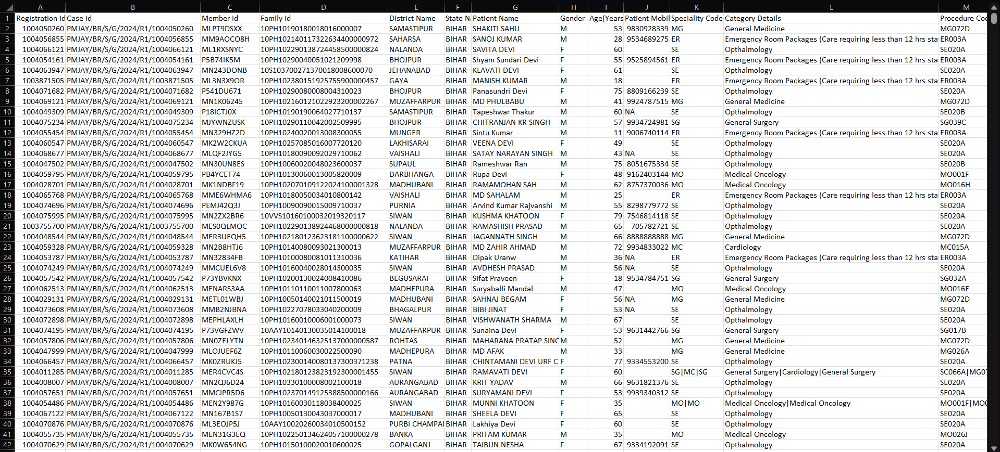 A B C D E F G H I J K L M
1 Registration Id Case Id Member Id Family Id District Name State N Patient Name Gender Age(Years Patient Mobil Speciality Code Category Details Procedure Co
2 1004050260 PMJAY/BR/S/G/2024/R1/1004050260 MLPT9DSXX 10PH10190180018016000007 SAMASTIPUR BIHAR SHAKITI SAHU M 53 9830928339 MG General Medicine MG072D
3 1004056855 PMJAY/BR/S/G/2024/R1/1004056855 MM9AOCO8H 10PH102140117322634400000972 SAHARSA BIHAR SANOJ KUMAR M 28 9534689275 ER Emergency Room Packages (Care requiring less than 12 hrs sta ER003A
4 1004066121 PMJAY/BR/S/G/2024/R1/1004066121 ML1RXSNYC 10PH102290138724458500000824 NALANDA BIHAR SAVITA DEVI F 60 SE Opthalmology SE020A
5 1004054161 PMJAY/BR/S/G/2024/R1/1004054161 P5B74IK5M 10PH10290040051021209998 BHOJPUR BIHAR Shyam Sundari Devi F 55 9525894561 ER Emergency Room Packages (Care requiring less than 12 hrs sta ER003A
6 1004063947 PMJAY/BR/S/G/2024/R1/1004063947 MN243DONB 10S103700271370018008600070 JEHANABAD BIHAR KLAVATI DEVI F 61 SE Opthalmology SE020A
7 1003871505 PMJAY/BR/S/G/2024/R1/1003871505 ML3N3X9OR 10PH102380151925755900000457 GAYA BIHAR MANISH KUMAR M 18 ER Emergency Room Packages (Care requiring less than 12 hrs sta ER003A
8 1004071682 PMJAY/BR/S/G/2024/R1/1004071682 P541DU671 10PH10290080008004310023 BHOJPUR BIHAR Panasundri Devi F 75 8809166239 SE Opthalmology SE020A
9 1004069121 PMJAY/BR/S/G/2024/R1/1004069121 MN1K06245 10PH102160121022923200002267 MUZAFFARPUR BIHAR MD PHULBABU M 41 9924787515 MG General Medicine MG072D
10 1004049309 PMJAY/BR/S/G/2024/R1/1004049309 P18ICTJ0X 10PH10190190064027710137 SAMASTIPUR BIHAR Tapeshwar Thakur M 60 NA SE Opthalmology SE020B
11 1004075234 PMJAY/BR/S/G/2024/R1/1004075234 MJYWNZUSK 10PH10290110042002509995 BHOJPUR BIHAR CHITRANJAN KR SINGH M 57 9934724981 SG General Surgery SG039C
12 1004055454 PMJAY/BR/S/G/2024/R1/1004055454 MN329HZ2D 10PH10240020013008300055 MUNGER BIHAR Sintu Kumar M 11 9006740114 ER Emergency Room Packages (Care requiring less than 12 hrs sta ER003A
13 1004060547 PMJAY/BR/S/G/2024/R1/1004060547 MK2W2CKUA 10PH10257085016007720120 LAKHISARAI BIHAR VEENA DEVI F 49 SE Opthalmology SE020A
14 1004068677 PMJAY/BR/S/G/2024/R1/1004068677 MLQF2JYG5 10PH10180090092029710062 VAISHALI BIHAR SATAY NARAYAN SINGH M 43 NA SE Opthalmology SE020A
15 1004047502 PMJAY/BR/S/G/2024/R1/1004047502 MN30UN8ES 10PH10060020048023600037 SUPAUL BIHAR Rameshwar Ran M 75 8051675334 SE Opthalmology SE020B
16 1004059795 PMJAY/BR/S/G/2024/R1/1004059795 PB4YCET74 10PH10130060013005820009 DARBHANGA BIHAR Rupa Devi F 48 9162403144 MO Medical Oncology MO001F
17 1004028701 PMJAY/BR/S/G/2024/R1/1004028701 MK1NDBF19 10PH102070109122024100001328 MADHUBANI BIHAR RAMAMOHAN SAH M 62 8757370036 MO Medical Oncology MO016H
18 1004065768 PMJAY/BR/S/G/2024/R1/1004065768 MME6WHMA6 10PH10180050034010800142 VAISHALI BIHAR MD SAHALAM M 25 ER Emergency Room Packages (Care requiring less than 12 hrs sta ER003A
19 1004074696 PMJAY/BR/S/G/2024/R1/1004074696 PEMJ42Q3J 10PH10090090015009710037 PURNIA BIHAR Arvind Kumar Rajvanshi M 55 8298779772 SE Opthalmology SE020A
20 1004075995 PMJAY/BR/S/G/2024/R1/1004075995 MN2ZX2BR6 10VVS10160100032019320117 SIWAN BIHAR KUSHMA KHATOON F 79 7546814118 SE Opthalmology SE020A
21 1003755700 PMJAY/BR/S/G/2024/R1/1003755700 MES0QLMOC 10PH102290138924468000000818 NALANDA BIHAR RAMASHISH PRASAD M 65 705782721 SE Opthalmology SE020A
22 1004048544 PMJAY/BR/S/G/2024/R1/1004048544 MER3UEQH5 10PH102180123623181100000622 SIWAN BIHAR JAGANNATH SINGH M 66 8888888888 MG General Medicine MG072D
23 1004059328 PMJAY/BR/S/G/2024/R1/1004059328 MN2B8HTJ6 10PH10140080093021300013 MUZAFFARPUR BIHAR MD ZAHIR AHMAD M 72 9934833022 MC Cardiology MC015A
24 1004053787 PMJAY/BR/S/G/2024/R1/1004053787 MN32834FB 10PH10100080081011310036 KATIHAR BIHAR Dipak Uranw M 36 NA ER Emergency Room Packages (Care requiring less than 12 hrs sta ER003A
25 1004074249 PMJAY/BR/S/G/2024/R1/1004074249 MMCUEL6V8 10PH10160040028014300035 SIWAN BIHAR AVDHESH PRASAD M 56 NA SE Opthalmology SE020A
26 1004057542 PMJAY/BR/S/G/2024/R1/1004057542 P73YBVKNX 10PH10200130024008410086 BEGUSARAI BIHAR Sifat Praveen F 18 9534784751 SG General Surgery SG032A
27 1004062513 PMJAY/BR/S/G/2024/R1/1004062513 MENARS3AA 10PH10110110011007800063 MADHEPURA BIHAR Suryaballi Mandal M 47 MO Medical Oncology MO016E
28 1004029131 PMJAY/BR/S/G/2024/R1/1004029131 METL01WBJ 10PH10050140021011500019 MADHUBANI BIHAR SAHNAJ BEGAM F 56 NA MG General Medicine MG072D
29 1004073608 PMJAY/BR/S/G/2024/R1/1004073608 MMB2NJBNA 10PH10227078033040200009 BHAGALPUR BIHAR BIBI JINAT F 53 NA SE Opthalmology SE020A
30 1004072898 PMJAY/BR/S/G/2024/R1/1004072898 MEPHLAXLH 10PH10160010006001000073 SIWAN BIHAR VISHWANATH SHARMA M 67 SE Opthalmology SE020A
31 1004074195 PMJAY/BR/S/G/2024/R1/1004074195 P73VGFZWV 10AAY10140130035014100018 MUZAFFARPUR BIHAR Sunaina Devi F 53 9631442766 SG General Surgery SG017B
32 1004057806 PMJAY/BR/S/G/2024/R1/1004057806 MN0ZELYTN 10PH102340146325137000000587 ROHTAS BIHAR MAHARANA PRATAP SING M 52 MG General Medicine MG072D
33 1004047999 PMJAY/BR/S/G/2024/R1/1004047999 MLOJUEF6Z 10PH10110060030022500090 MADHEPURA BIHAR MD AFAK M 33 MG General Medicine MG026A
34 1004066457 PMJAY/BR/S/G/2024/R1/1004066457 MK0ZRUKJ5 10PH102300140080137300371238 PATNA BIHAR CHINTAMANI DEVI URF C F 77 9334553200 SE Opthalmology SE020A
35 1004011285 PMJAY/BR/S/G/2024/R1/1004011285 MER4CVC4S 10PH102180123823192300001455 SIWAN BIHAR RAMAVATI DEVI F 60 SG|MC|SG General Surgery|Cardiology|General Surgery SC066A|MG07
36 1004008007 PMJAY/BR/S/G/2024/R1/1004008007 MN2QJ6D24 10PH10330100008002100018 AURANGABAD BIHAR KRIT YADAV M 66 9631821376 SE Opthalmology SE020A
37 1004057651 PMJAY/BR/S/G/2024/R1/1004057651 MMCIPR5D6 10PH102370149125388500000166 AURANGABAD BIHAR SURYAMANI DEVI F 53 9939340312 SE Opthalmology SE020A
38 1004054486 PMJAY/BR/S/G/2024/R1/1004054486 MEN2Y987G 10PH10160030118038400025 SIWAN BIHAR MUNNI KHATOON F 35 MO|MO Medical Oncology|Medical Oncology MO001F|MO0
39 1004067122 PMJAY/BR/S/G/2024/R1/1004067122 MN167B1S7 10PH10050130043037000017 MADHUBANI BIHAR SHEELA DEVI F 65 SE Opthalmology SE020A
40 1004070876 PMJAY/BR/S/G/2024/R1/1004070876 ML3EOJP5J 10AAY10020260034010500152 PURBI CHAMPA BIHAR Lakhiya Devi F 60 SE Opthalmology SE020A
41 1004055735 PMJAY/BR/S/G/2024/R1/1004055735 MEN31G3EQ 10PH102250134624057100000278 BANKA BIHAR PRITAM KUMAR M 35 MO Medical Oncology MO026J
42 1004070629 PMJAY/BR/S/G/2024/R1/1004070629 MK0W654NG 10PH10150100020010600025 GOPALGANJ BIHAR TAIBUN NESHA F 67 9334192091 SE Opthalmology SE020A